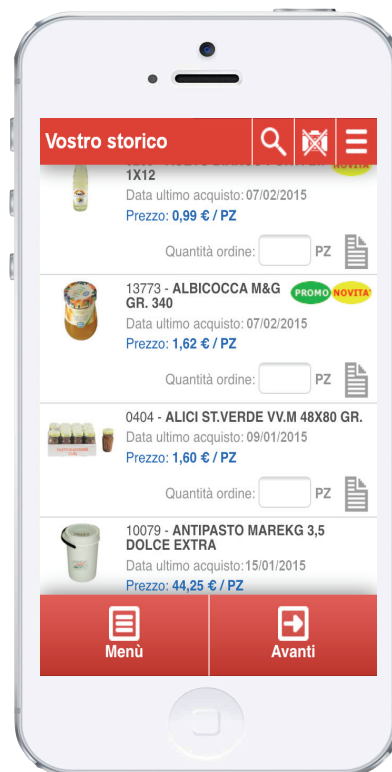 Vostro storico
NOVITA'
1X12
Data ultimo acquisto: 07/02/2015
Prezzo: 0,99 € / PZ
Quantità ordine: PZ
13773 - ALBICOCCA M&G
GR. 340
PROMO NOVITA'
Data ultimo acquisto: 07/02/2015
Prezzo: 1,62 € / PZ
Quantità ordine: PZ
0404 - ALICI ST.VERDE VV.M 48X80 GR.
Data ultimo acquisto: 09/01/2015
Prezzo: 1,60 € / PZ
Quantità ordine: PZ
10079 - ANTIPASTO MAREKG 3,5
DOLCE EXTRA
Data ultimo acquisto: 15/01/2015
Prezzo: 44,25 € / PZ
Menù
Avanti